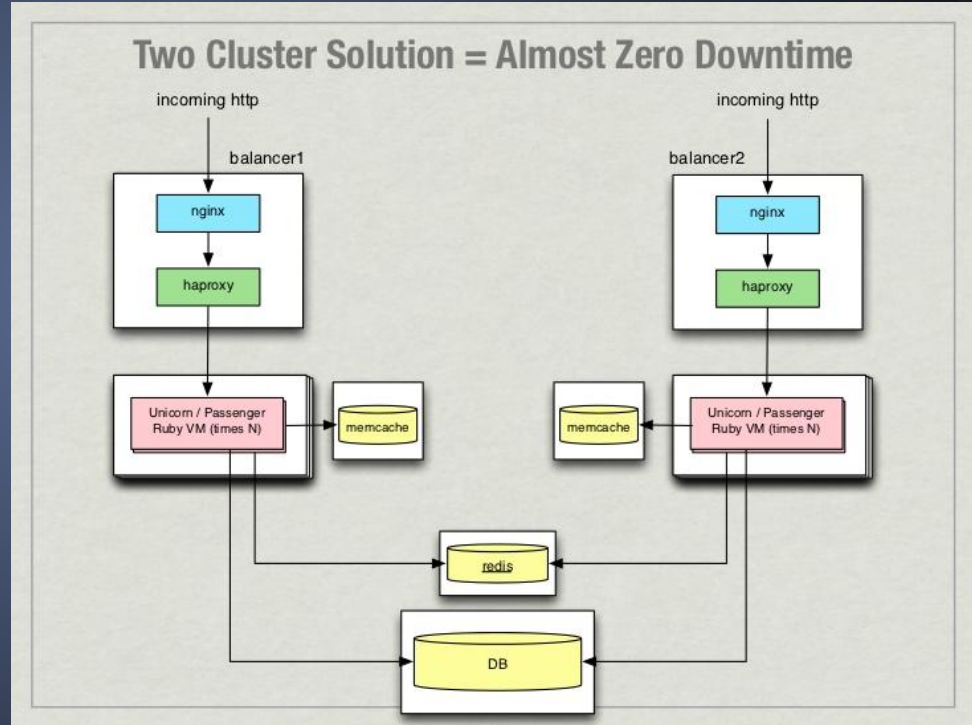 Two Cluster Solution = Almost Zero Downtime
incoming http
incoming http
balancer1
balancer2
nginx
nginx
haproxy
haproxy
Unicorn / Passenger
Ruby VM (times N)
memcache
memcache
Unicorn / Passenger
Ruby VM (times N)
redis
DB